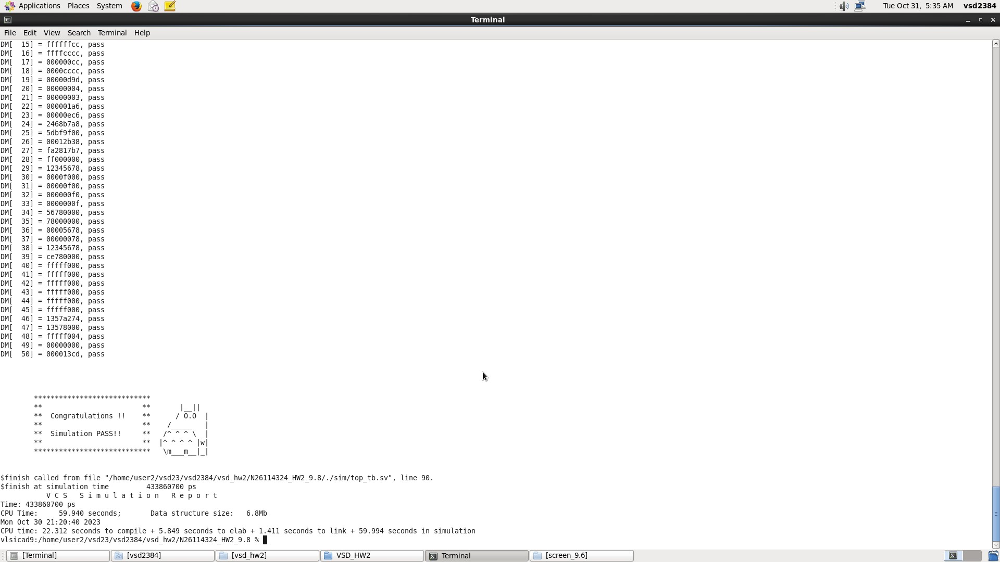 Applications Places System Tue Oct 31, 5:35 AM vsd2384
Terminal
File Edit View Search Terminal Help
DM[   15] = ffffffcc, pass
DM[   16] = ffffcccc, pass
DM[   17] = 000000cc, pass
DM[   18] = 0000cccc, pass
DM[   19] = 00000d9d, pass
DM[   20] = 00000004, pass
DM[   21] = 00000003, pass
DM[   22] = 000001a6, pass
DM[   23] = 00000ec6, pass
DM[   24] = 2468b7a8, pass
DM[   25] = 5dbf9f00, pass
DM[   26] = 00012b38, pass
DM[   27] = fa2817b7, pass
DM[   28] = ff000000, pass
DM[   29] = 12345678, pass
DM[   30] = 0000f000, pass
DM[   31] = 00000f00, pass
DM[   32] = 000000f0, pass
DM[   33] = 0000000f, pass
DM[   34] = 56780000, pass
DM[   35] = 78000000, pass
DM[   36] = 00005678, pass
DM[   37] = 00000078, pass
DM[   38] = 12345678, pass
DM[   39] = ce780000, pass
DM[   40] = fffff000, pass
DM[   41] = fffff000, pass
DM[   42] = fffff000, pass
DM[   43] = fffff000, pass
DM[   44] = fffff000, pass
DM[   45] = fffff000, pass
DM[   46] = 1357a274, pass
DM[   47] = 13578000, pass
DM[   48] = fffff004, pass
DM[   49] = 00000000, pass
DM[   50] = 000013cd, pass
        ****************************
        **                        **       |__||
        **  Congratulations !!    **      / O.O  |
        **                        **    /_____   |
        **  Simulation PASS!!     **   /^ ^ ^ \  |
        **                        **  |^ ^ ^ ^ |w|
        ****************************   \m___m__|_|
$finish called from file "/home/user2/vsd23/vsd2384/vsd_hw2/N26114324_HW2_9.8/./sim/top_tb.sv", line 90.
$finish at simulation time         433860700 ps
           V C S   S i m u l a t i o n   R e p o r t
Time: 433860700 ps
CPU Time:     59.940 seconds;       Data structure size:   6.8Mb
Mon Oct 30 21:20:40 2023
CPU time: 22.312 seconds to compile + 5.849 seconds to elab + 1.411 seconds to link + 59.994 seconds in simulation
vlsicad9:/home/user2/vsd23/vsd2384/vsd_hw2/N26114324_HW2_9.8 %
[Terminal] [vsd2384] [vsd_hw2] VSD_HW2 Terminal [screen_9.6]